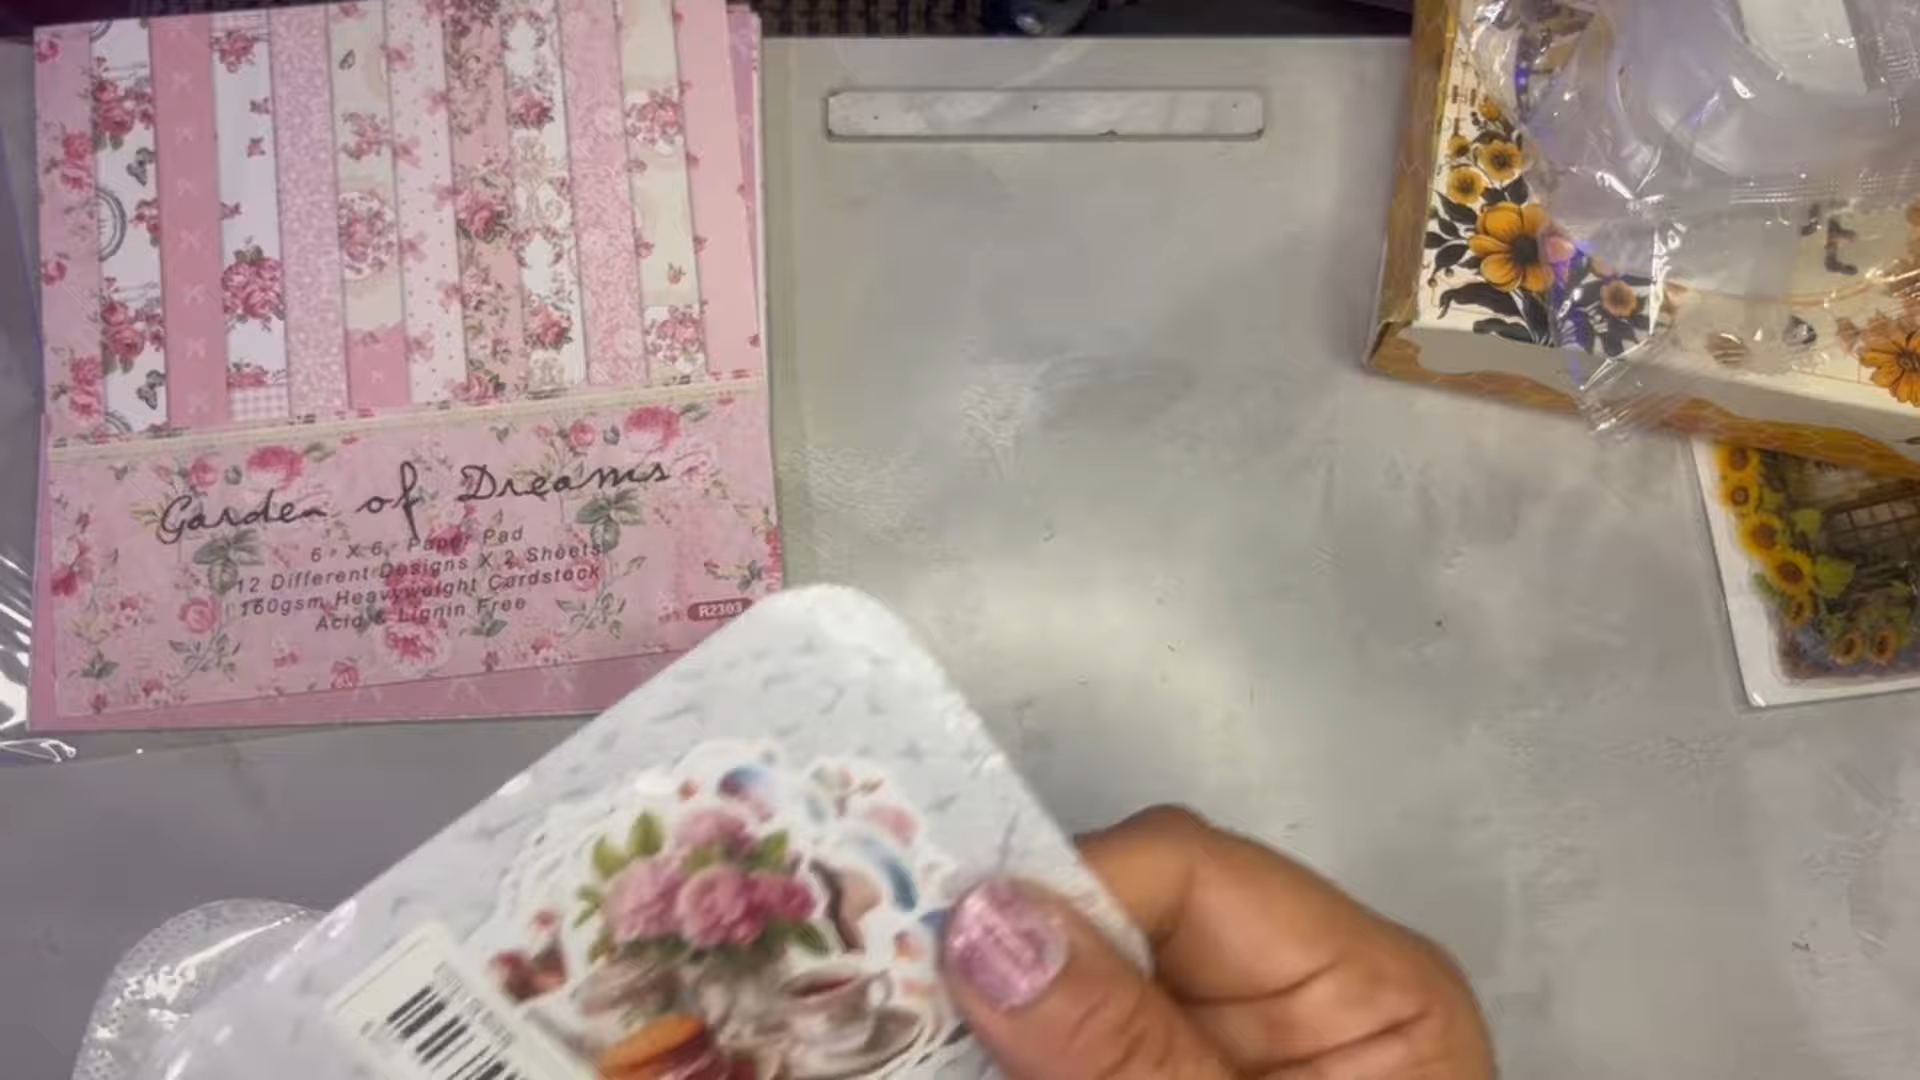 Garden of Dreams
6" X 6" Paper Pad
12 Different Designs X 2 Sheets
160gsm Heavyweight Cardstock
Acid & Lignin Free
R2303